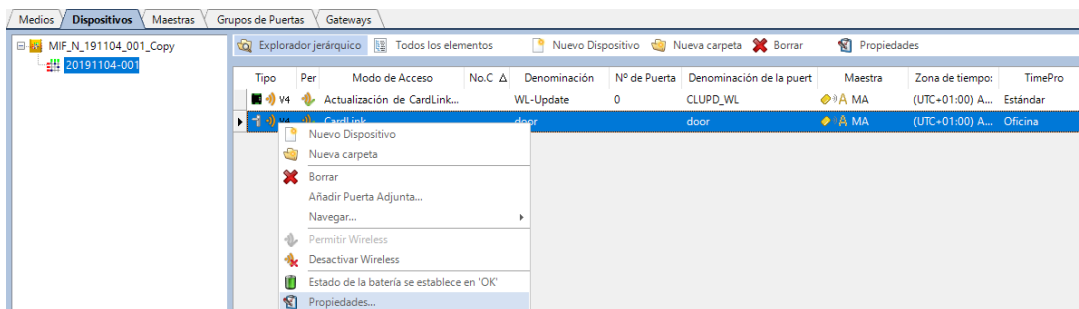 Medios Dispositivos Maestras Grupos de Puertas Gateways
MIF_N_191104_001_Copy
20191104-001
Explorador jerárquico Todos los elementos Nuevo Dispositivo Nueva carpeta Borrar Propiedades
Tipo Per Modo de Acceso No.C Denominación Nº de Puerta Denominación de la puert Maestra Zona de tiempo: TimePro
V4 Actualización de CardLink... WL-Update 0 CLUPD_WL A MA (UTC+01:00) A... Estándar
V4 CardLink door door A MA (UTC+01:00) A... Oficina
Nuevo Dispositivo
Nueva carpeta
Borrar
Añadir Puerta Adjunta...
Navegar...
Permitir Wireless
Desactivar Wireless
Estado de la batería se establece en 'OK'
Propiedades...